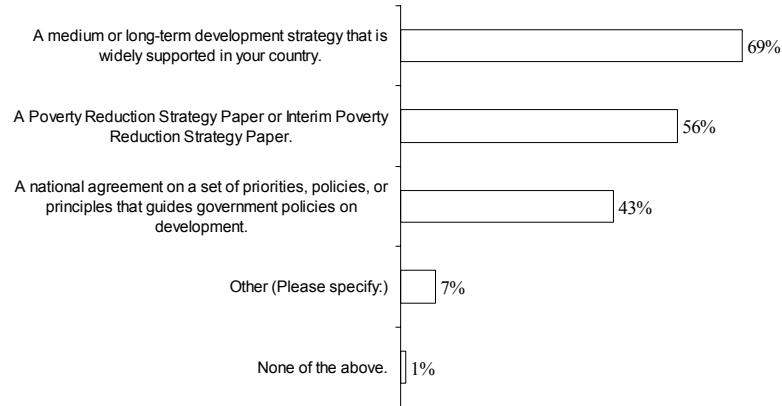 A medium or long-term development strategy that is
widely supported in your country.
69%
A Poverty Reduction Strategy Paper or Interim Poverty
Reduction Strategy Paper.
56%
A national agreement on a set of priorities, policies, or
principles that guides government policies on
development.
43%
Other (Please specify:)
7%
None of the above.
1%